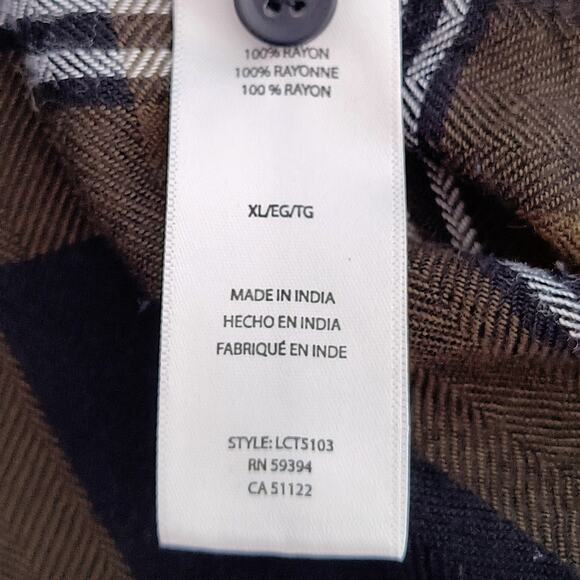 100% RAYON
100% RAYONNE
100 % RAYON
XL/EG/TG
MADE IN INDIA
HECHO EN INDIA
FABRIQUÉ EN INDE
STYLE: LCT5103
RN 59394
CA 51122